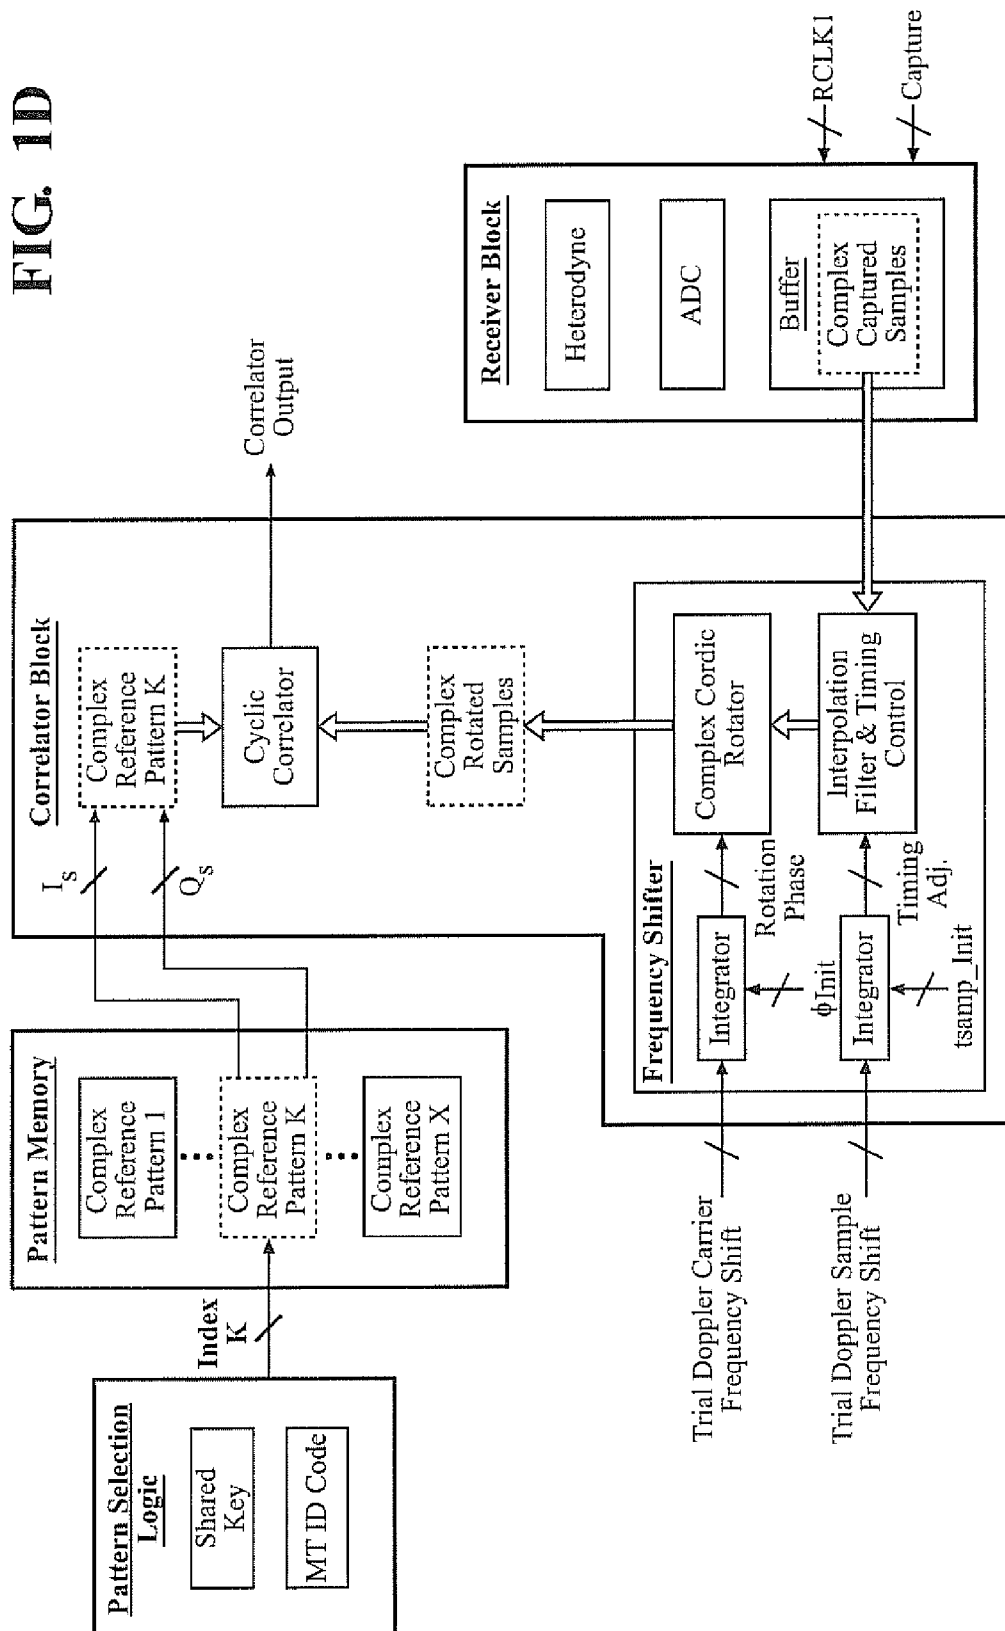 FIG. 1D
Pattern Selection
Logic
Shared
Key
MT ID Code
Index
K
Pattern Memory
Complex
Reference
Pattern 1
Complex
Reference
Pattern K
Complex
Reference
Pattern X
I_s
Q_s
Correlator Block
Complex
Reference
Pattern K
Cyclic
Correlator
Correlator
Output
Complex
Rotated
Samples
Frequency Shifter
Complex Cordic
Rotator
Interpolation
Filter & Timing
Control
Integrator
Rotation
Phase
ϕInit
Integrator
Timing
Adj.
tsamp_Init
Trial Doppler Carrier
Frequency Shift
Trial Doppler Sample
Frequency Shift
Receiver Block
Heterodyne
ADC
Buffer
Complex
Captured
Samples
RCLK1
Capture